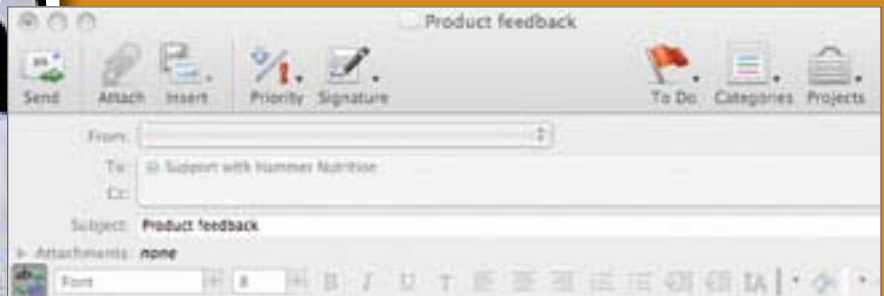 Product feedback
Send Attach Insert Priority Signature To Do Categories Projects
From:
To: Support with Hammer Nutrition
Cc:
Subject: Product feedback
Attachments: none
Font 8 B I U T